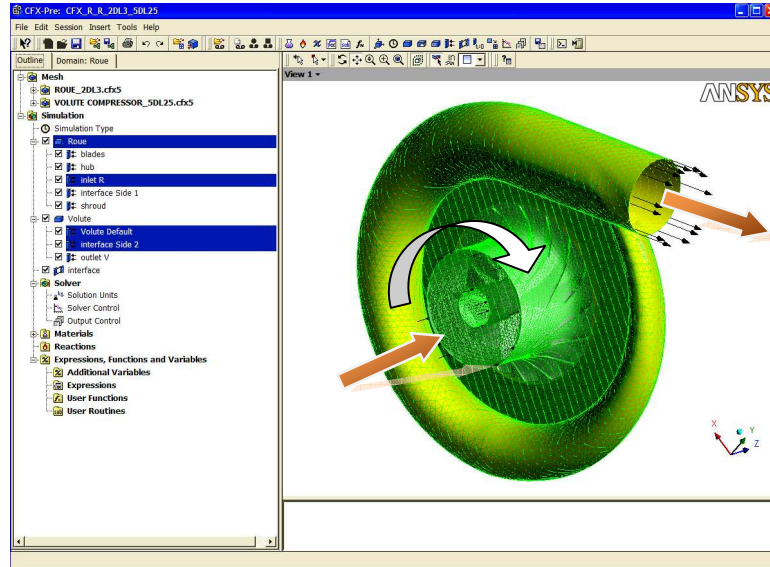 CFX-Pre: CFX_R_R_2DL3_5DL25
File Edit Session Insert Tools Help
Outline Domain: Roue
View 1
Mesh
ROUE_2DL3.cfx5
VOLUTE COMPRESSOR_5DL25.cfx5
Simulation
Simulation Type
Roue
blades
hub
inlet R
interface Side 1
shroud
Volute
Volute Default
interface Side 2
outlet V
interface
Solver
Solution Units
Solver Control
Output Control
Materials
Reactions
Expressions, Functions and Variables
Additional Variables
Expressions
User Functions
User Routines
ANSYS
X
Y
Z